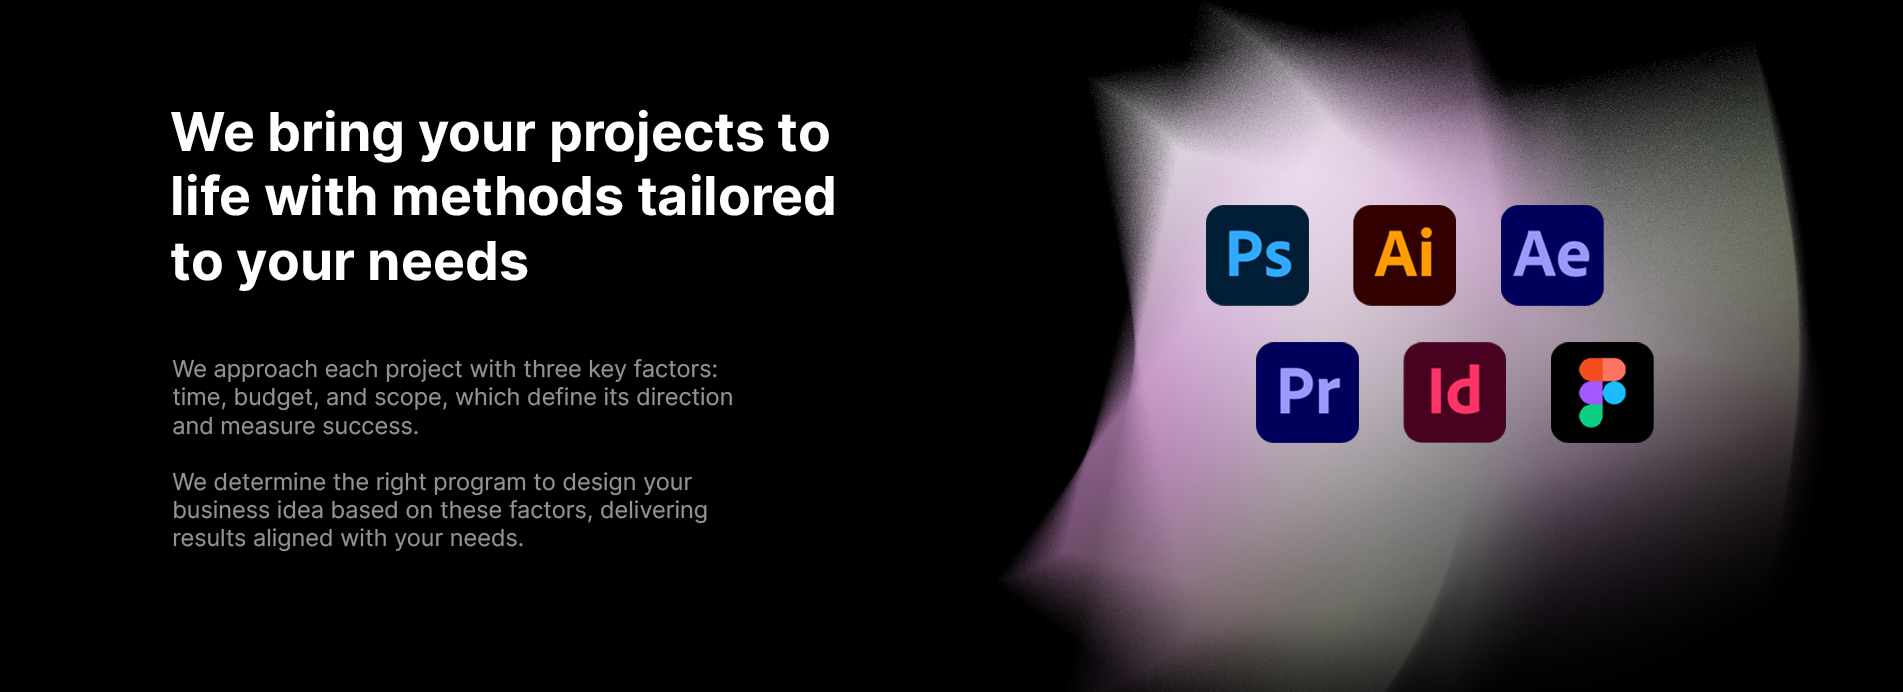 We bring your projects to
life with methods tailored
to your needs
We approach each project with three key factors:
time, budget, and scope, which define its direction
and measure success.
We determine the right program to design your
business idea based on these factors, delivering
results aligned with your needs.
Ps Ai Ae
Pr Id